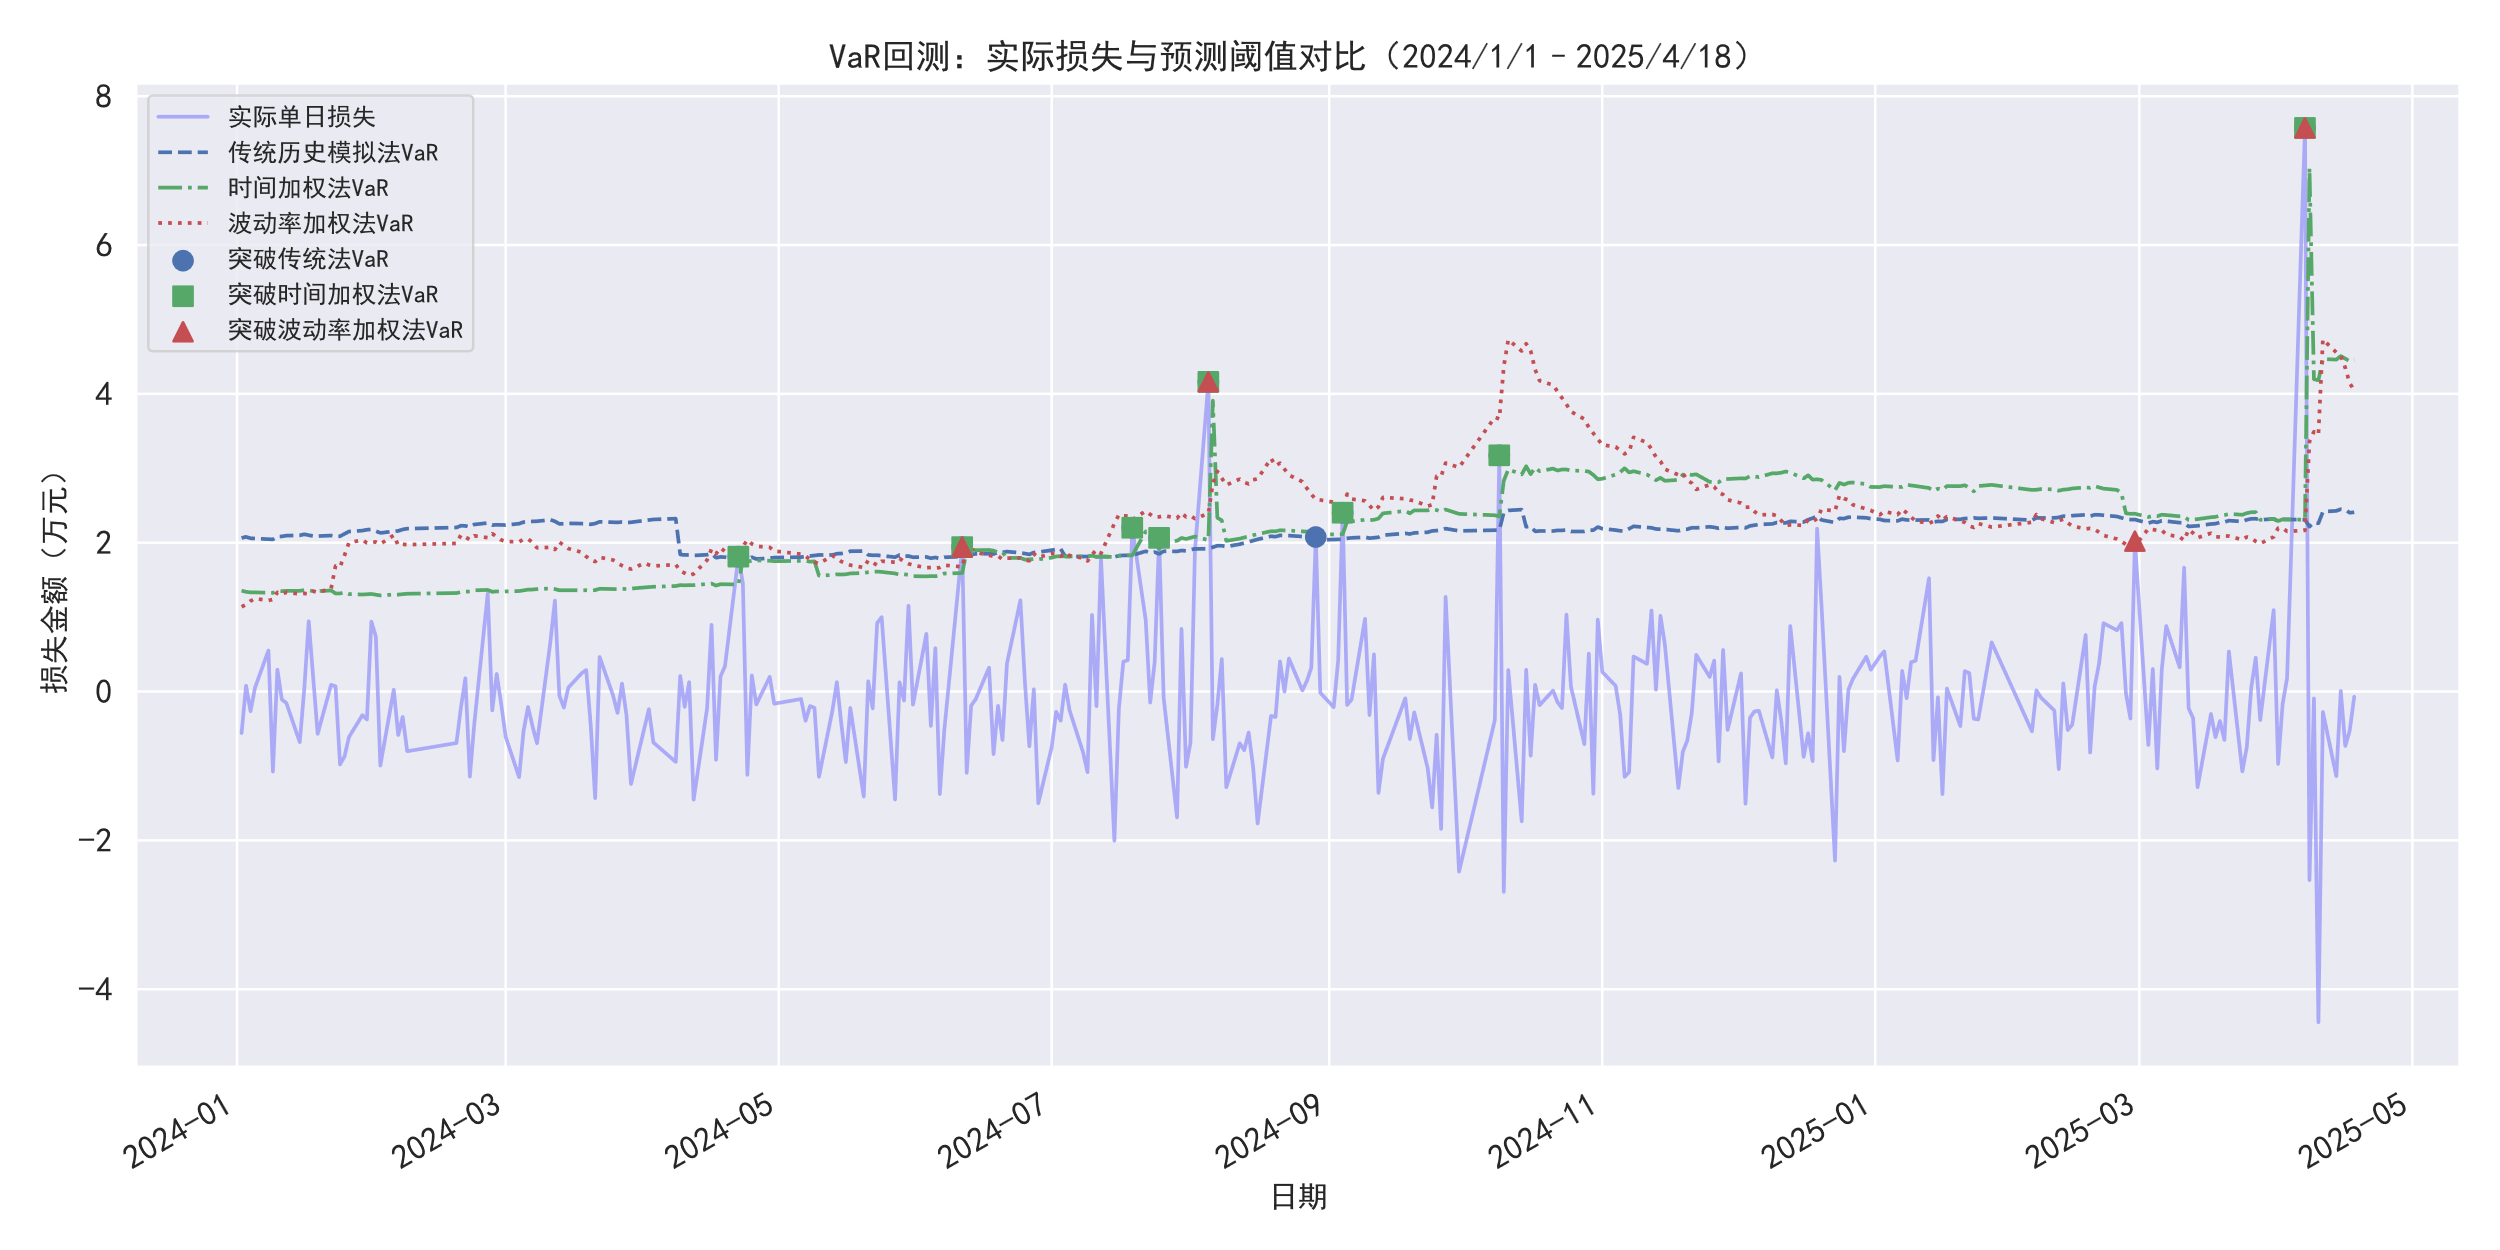 VaR回测：实际损失与预测阈值对比（2024/1/1 - 2025/4/18）
8
6
4
2
0
−2
−4
损失金额（万元）
实际单日损失
传统历史模拟法VaR
时间加权法VaR
波动率加权法VaR
突破传统法VaR
突破时间加权法VaR
突破波动率加权法VaR
2024-01
2024-03
2024-05
2024-07
2024-09
2024-11
2025-01
2025-03
2025-05
日期